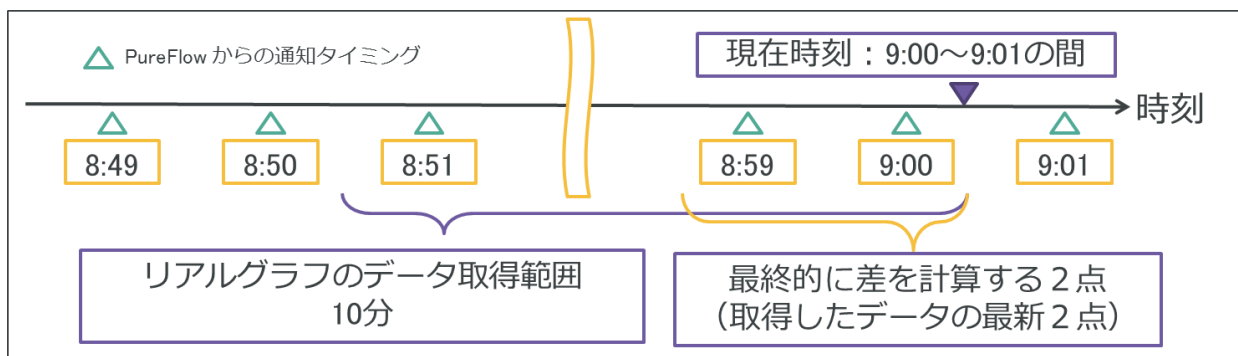 PureFlow からの通知タイミング
現在時刻：9:00～9:01の間
時刻
8:49
8:50
8:51
8:59
9:00
9:01
リアルグラフのデータ取得範囲
10分
最終的に差を計算する２点
（取得したデータの最新２点）